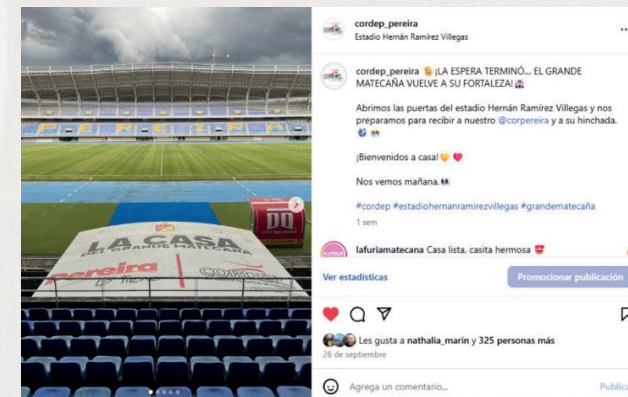 cordep_pereira
Estadio Hernán Ramírez Villegas
cordep_pereira ¡LA ESPERA TERMINÓ... EL GRANDE
MATECAÑA VUELVE A SU FORTALEZA!
Abrimos las puertas del estadio Hernán Ramírez Villegas y nos
preparamos para recibir a nuestro @corpereira y a su hinchada.
¡Bienvenidos a casa!
Nos vemos mañana.
#cordep #estadiohernanramirezvillegas #grandematecaña
1 sem
lafuriamatecana Casa lista, casita hermosa
Ver estadísticas
Promocionar publicación
Les gusta a nathalia_marin y 325 personas más
26 de septiembre
Agrega un comentario...
Publica
PEREIRA
LA CASA
DEL GRANDE MATECAÑA
Pereira